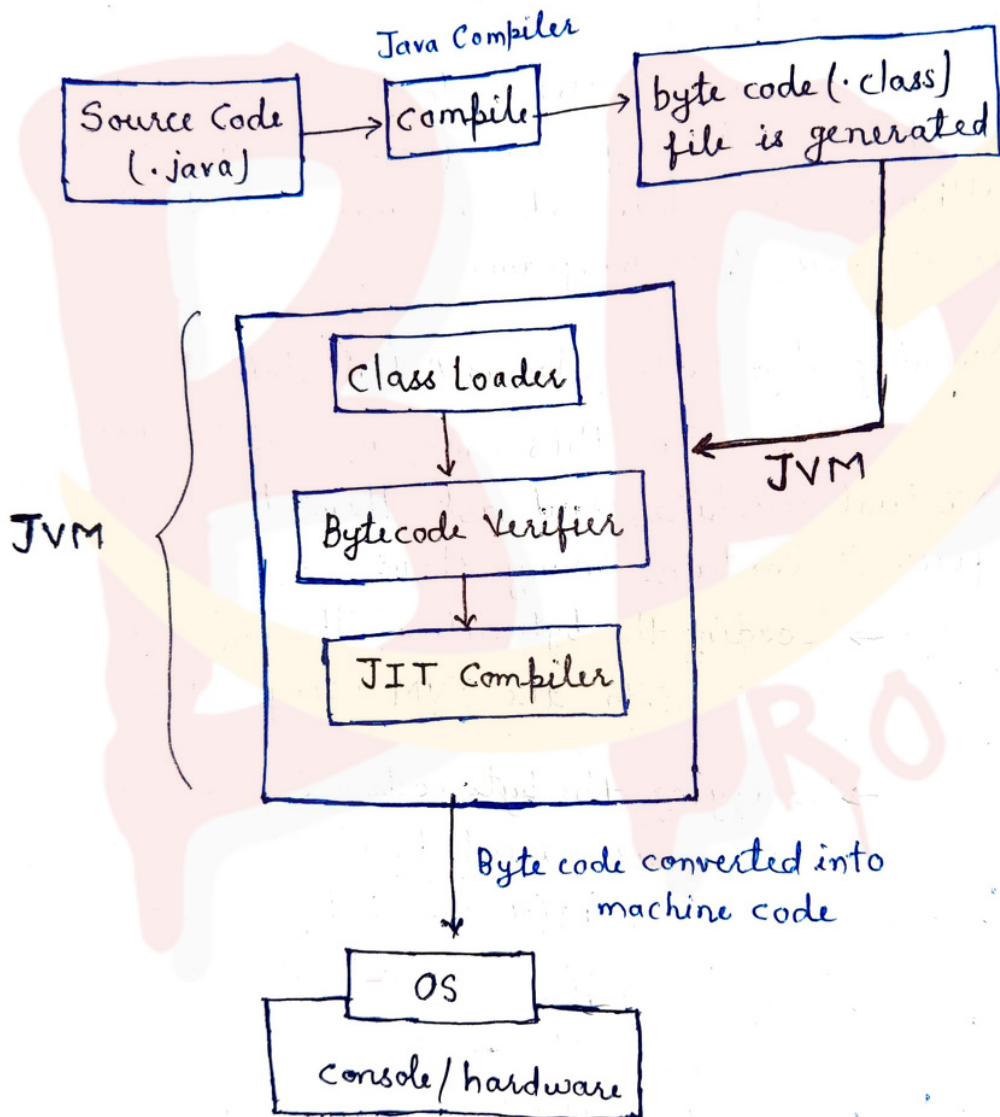 Java Compiler
Source Code
(.java)
compile
byte code (.class)
file is generated
JVM
Class Loader
Bytecode Verifier
JIT Compiler
JVM
Byte code converted into
machine code
OS
console/hardware
PRO